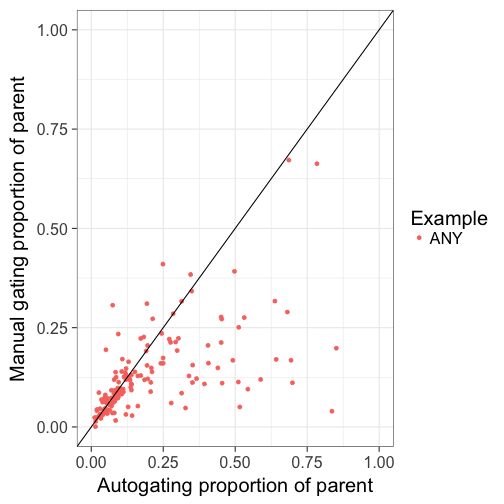 1.00
0.75
0.50
0.25
0.00
Manual gating proportion of parent
0.00 0.25 0.50 0.75 1.00
Autogating proportion of parent
Example
ANY